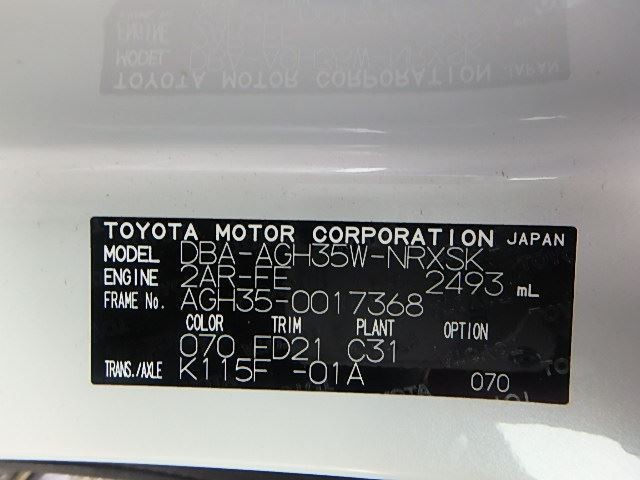 TOYOTA MOTOR CORPORATION JAPAN
MODEL DBA-AGH35W-NRXSK
ENGINE 2AR-FE 2493 mL
FRAME No. AGH35-0017368
COLOR TRIM PLANT OPTION
070 FD21 C31
TRANS./AXLE K115F -01A 070